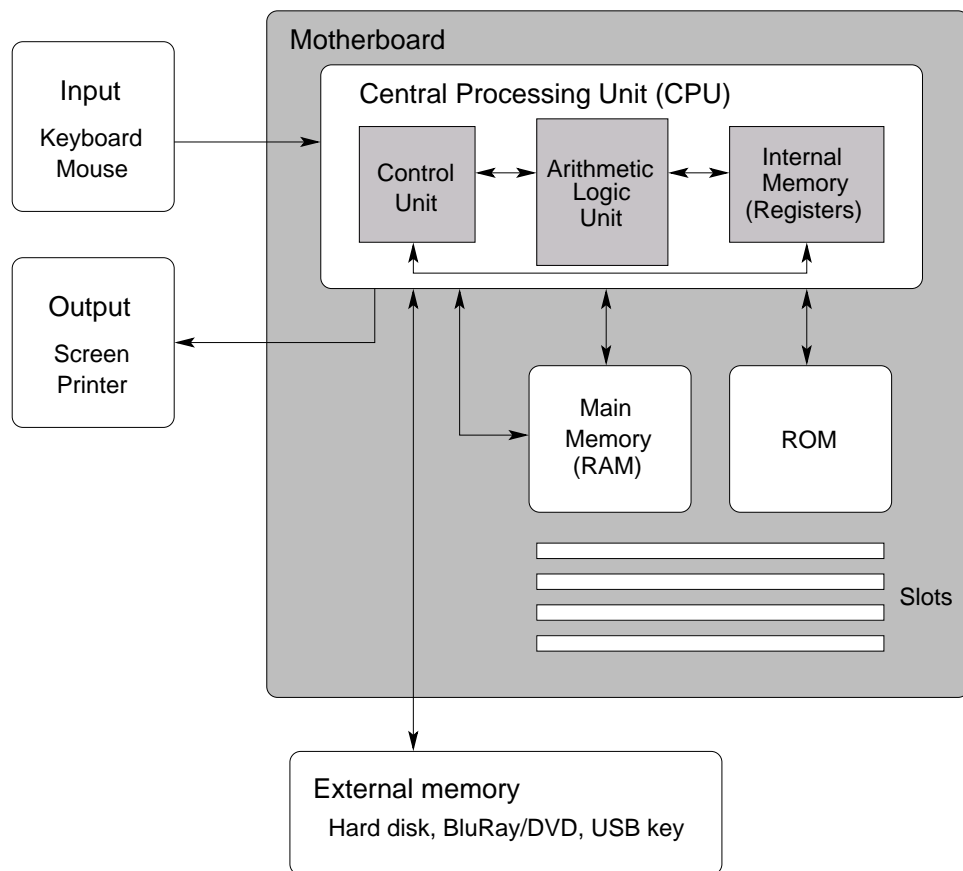 Motherboard
Input
Keyboard
Mouse
Central Processing Unit (CPU)
Control
Unit
Arithmetic
Logic
Unit
Internal
Memory
(Registers)
Output
Screen
Printer
Main
Memory
(RAM)
ROM
Slots
External memory
Hard disk, BluRay/DVD, USB key